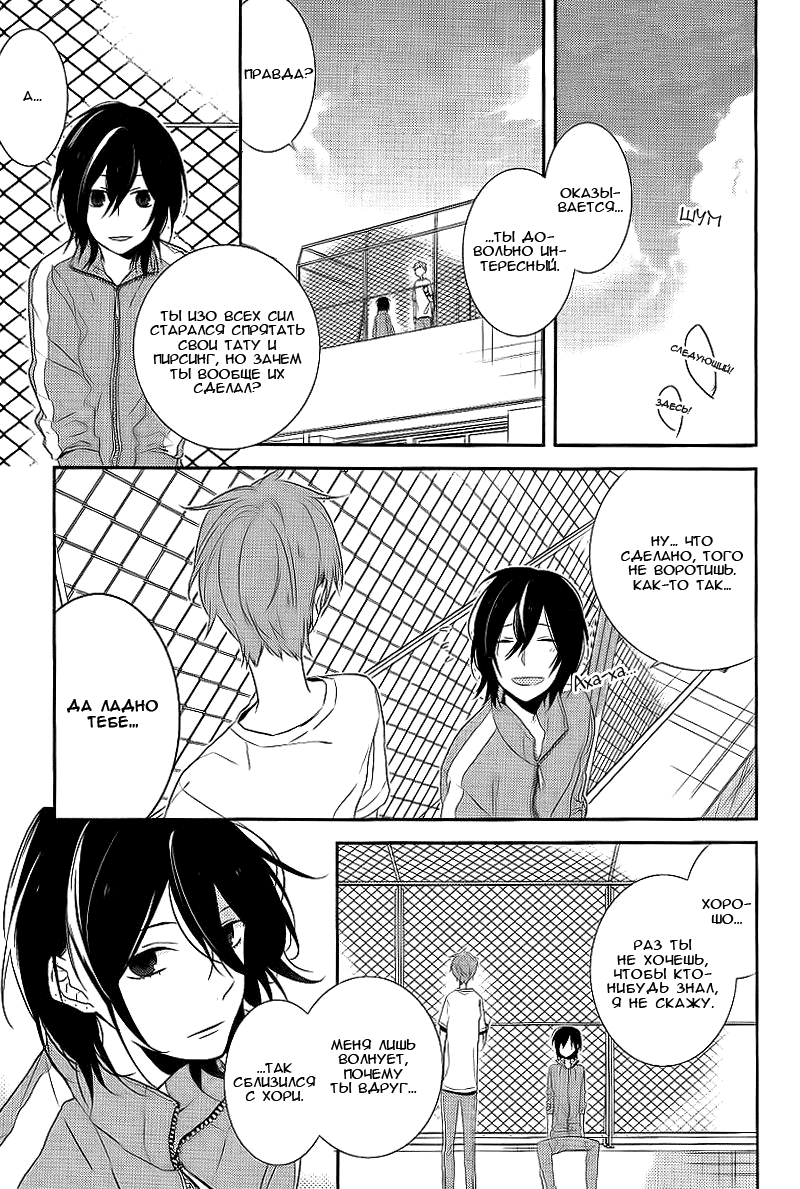 ШУМ
СЛЕДУЮЩИЙ!
ЗДЕСЬ!
ОКАЗЫ-
ВАЕТСЯ...
...ТЫ ДО-
ВОЛЬНО ИН-
ТЕРЕСНЫЙ.
ПРАВДА?
ТЫ ИЗО ВСЕХ СИЛ
СТАРАЛСЯ СПРЯТАТЬ
СВОИ ТАТУ И
ПИРСИНГ, НО ЗАЧЕМ
ТЫ ВООБЩЕ ИХ
СДЕЛАЛ?
А...
НУ... ЧТО
СДЕЛАНО, ТОГО
НЕ ВОРОТИШЬ.
КАК-ТО ТАК...
Аха-ха...
ДА ЛАДНО
ТЕБЕ...
ХОРО-
ШО...
РАЗ ТЫ
НЕ ХОЧЕШЬ,
ЧТОБЫ КТО-
НИБУДЬ ЗНАЛ,
Я НЕ СКАЖУ.
МЕНЯ ЛИШЬ
ВОЛНУЕТ,
ПОЧЕМУ
ТЫ ВДРУГ...
...ТАК
СБЛИЗИЛСЯ
С ХОРИ.